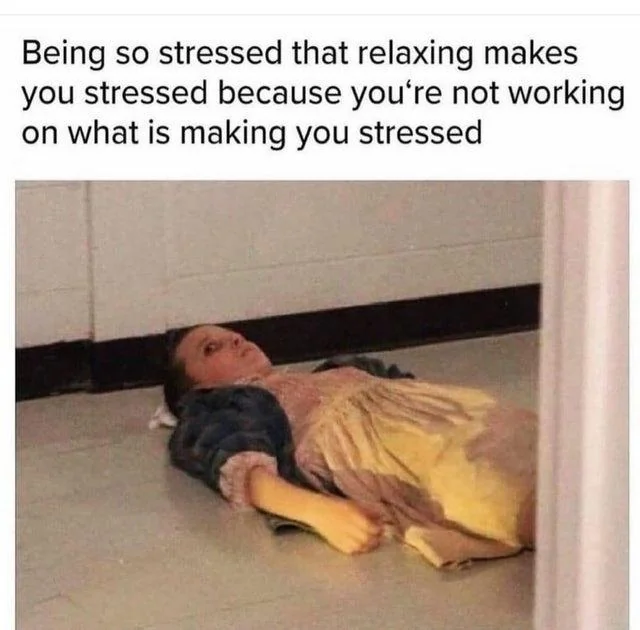 Being so stressed that relaxing makes
you stressed because you‘re not working
on what is making you stressed